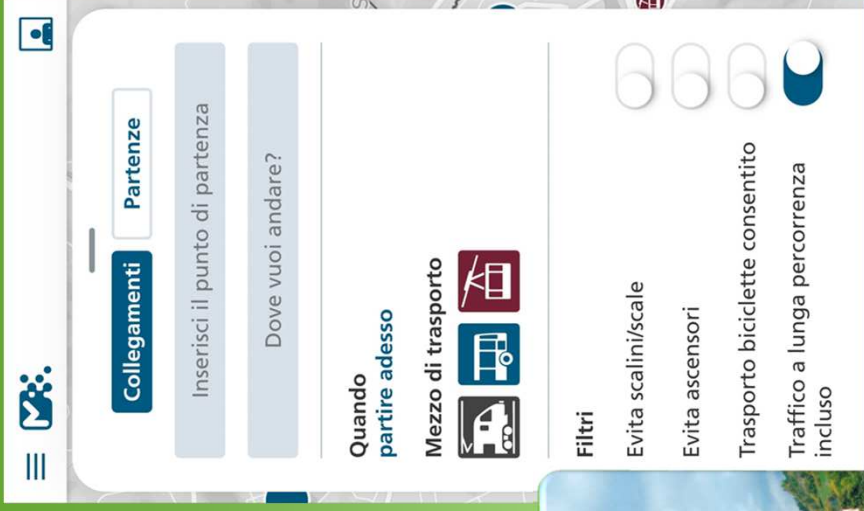 Collegamenti
Partenze
Inserisci il punto di partenza
Dove vuoi andare?
Quando
partire adesso
Mezzo di trasporto
Filtri
Evita scalini/scale
Evita ascensori
Trasporto biciclette consentito
Traffico a lunga percorrenza
incluso